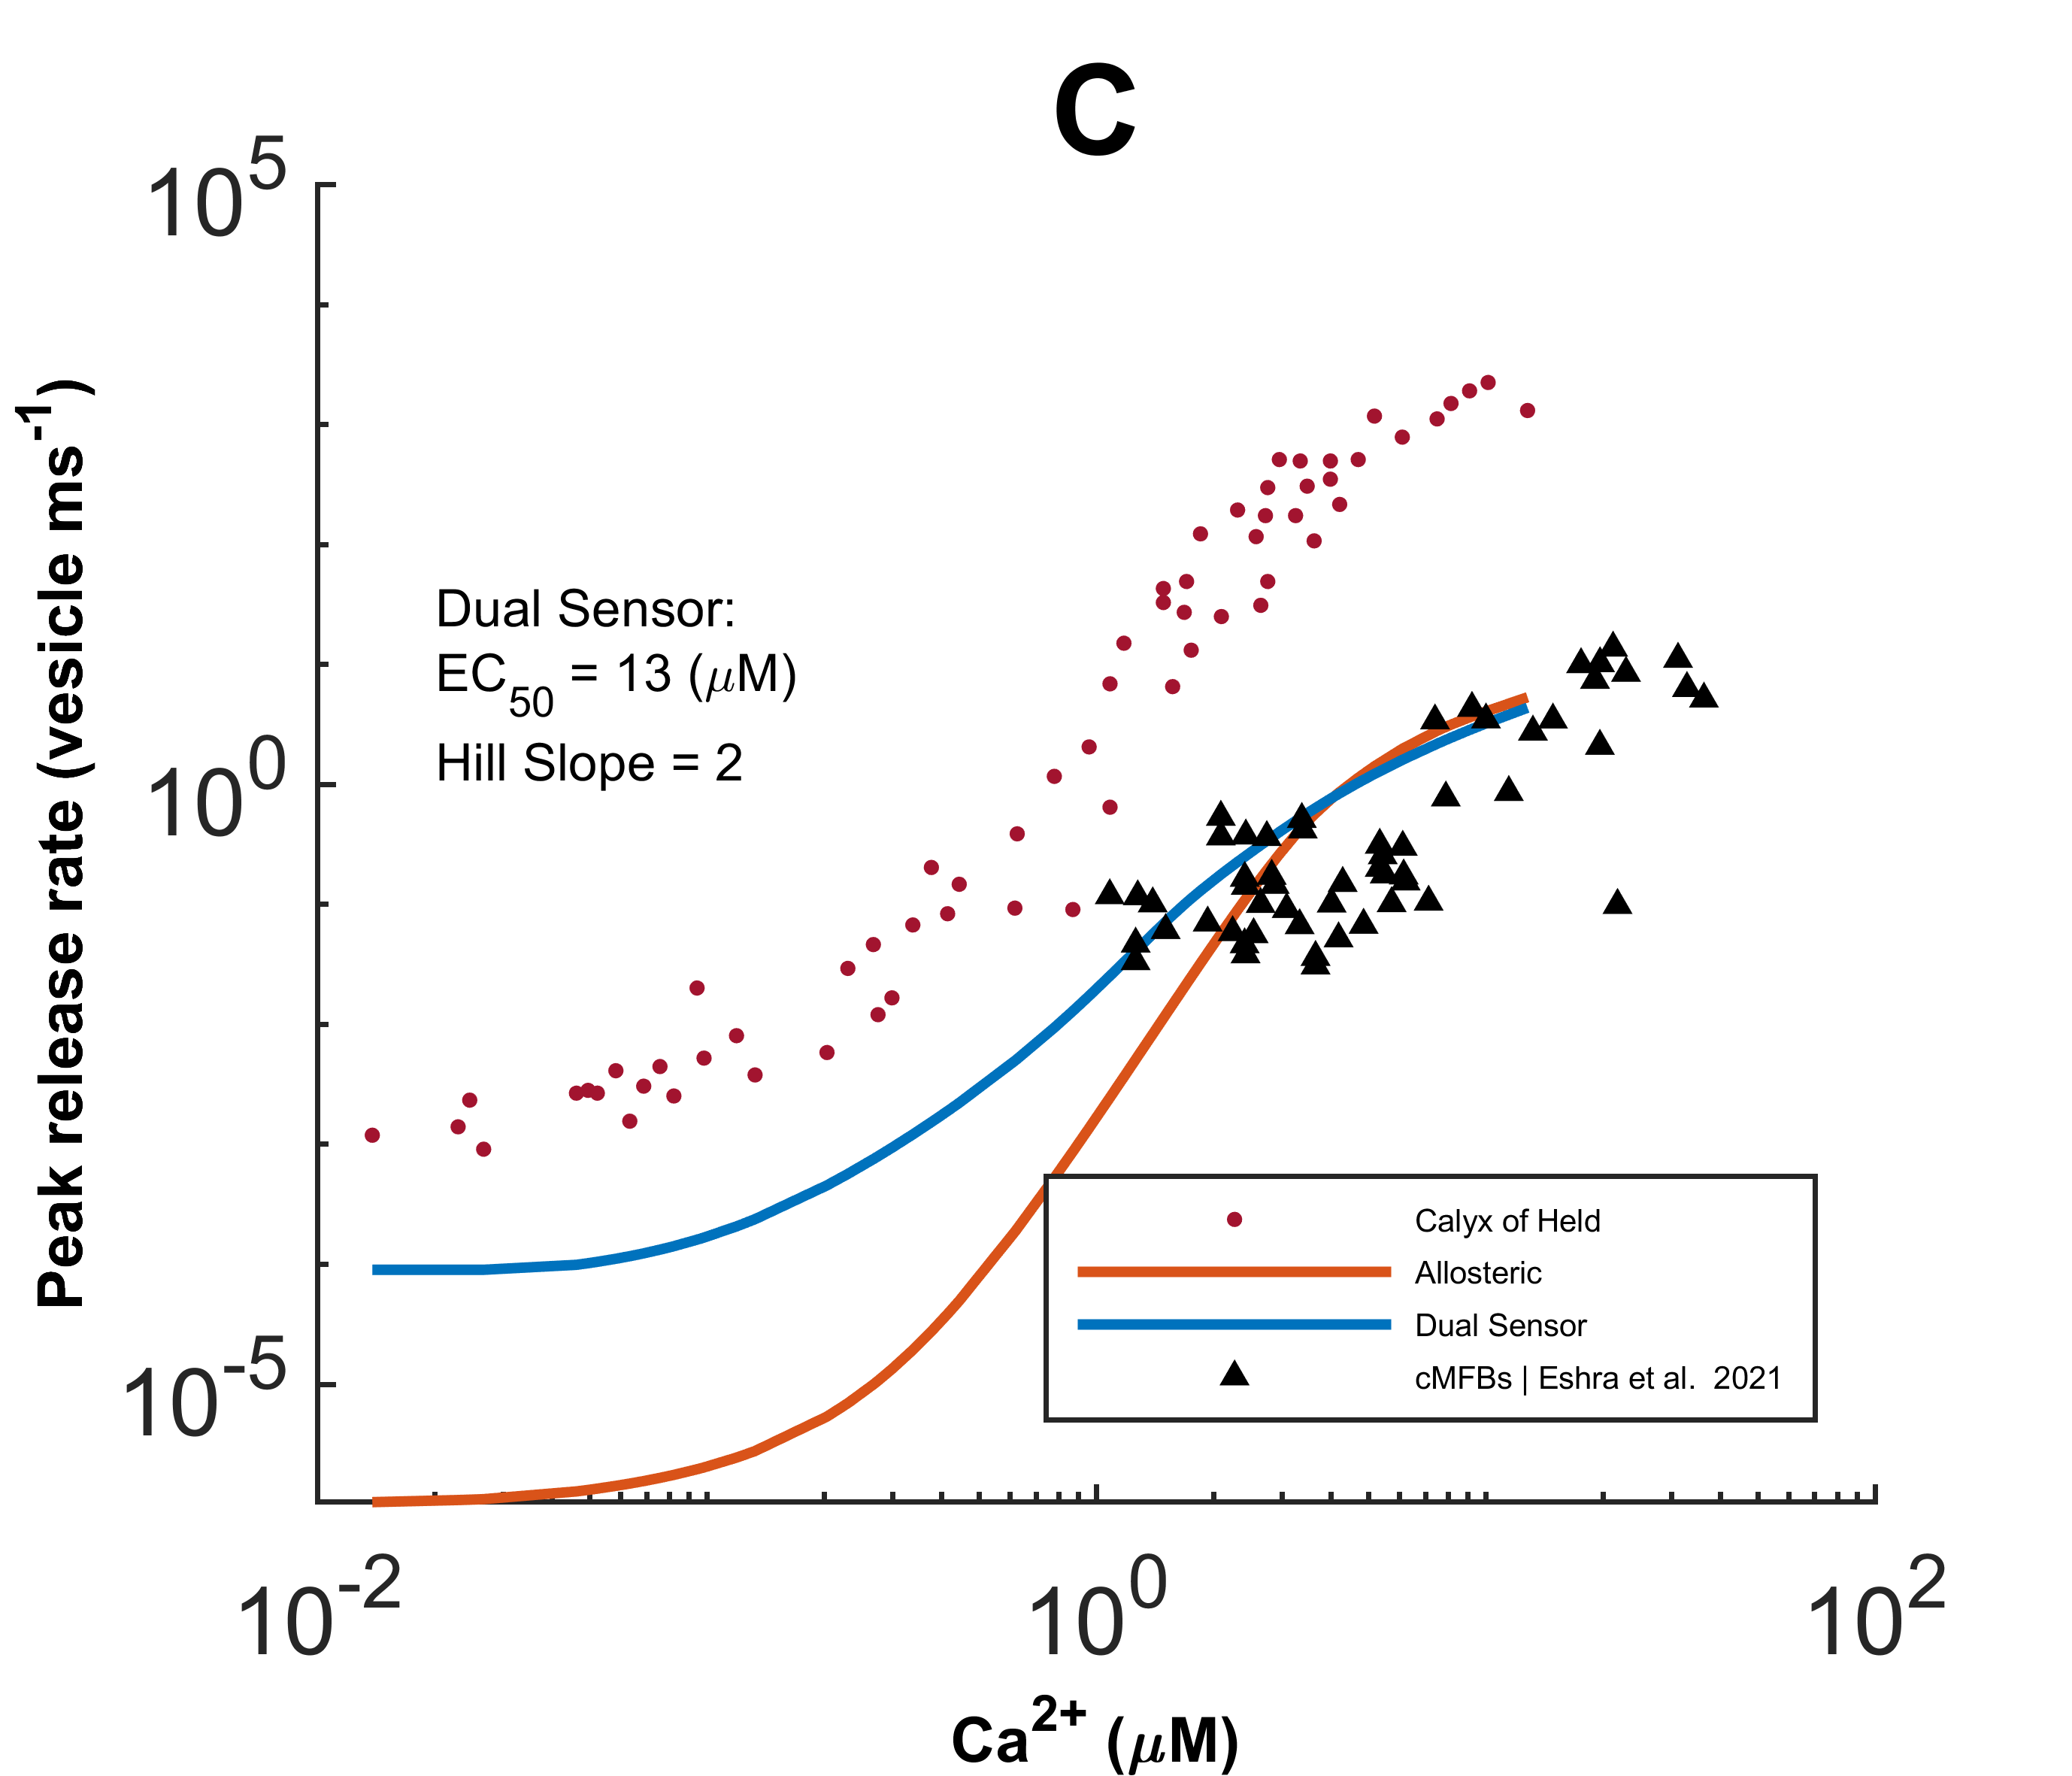 C
10^5
10^0
10^-5
Peak release rate (vesicle ms^-1)
Dual Sensor:
EC_50 = 13 (μM)
Hill Slope = 2
Calyx of Held
Allosteric
Dual Sensor
cMFBs | Eshra et al. 2021
10^-2
10^0
10^2
Ca^2+ (μM)